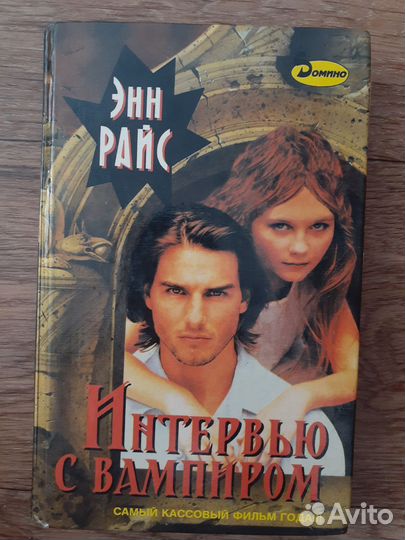 Домино
ЭНН
РАЙС
ИНТЕРВЬЮ
С ВАМПИРОМ
САМЫЙ КАССОВЫЙ ФИЛЬМ ГОДА
Avito